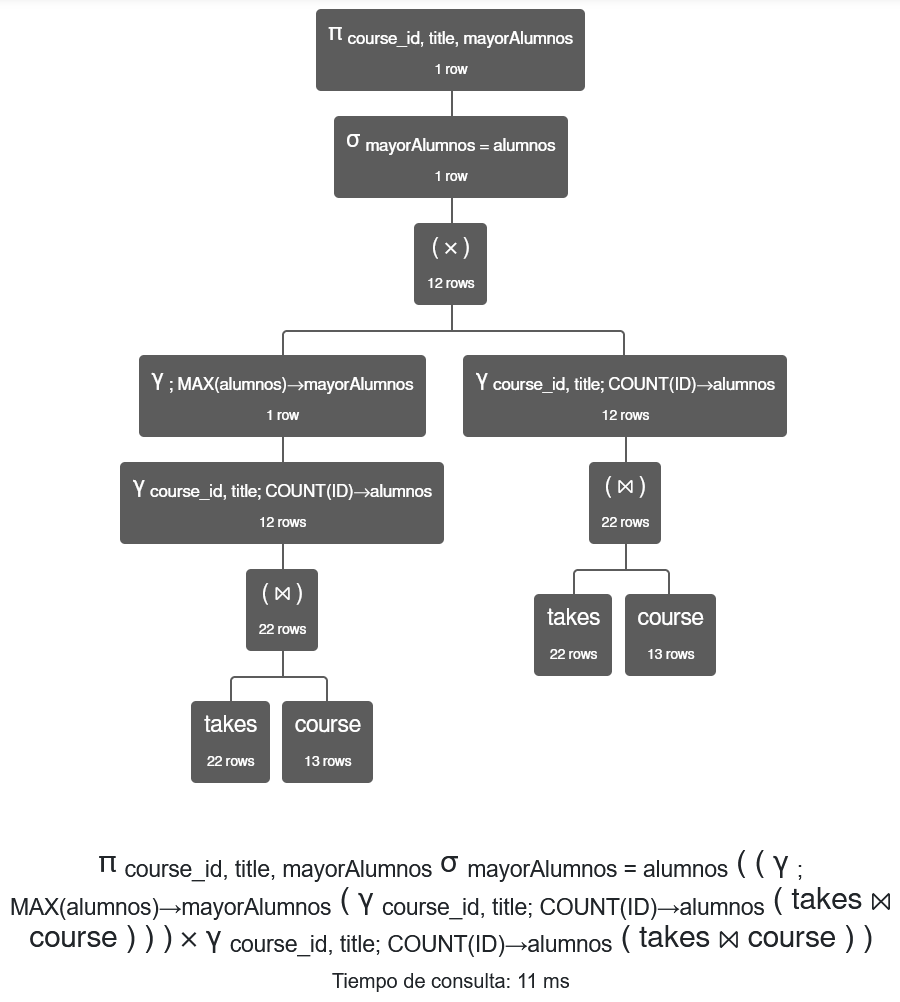 π course_id, title, mayorAlumnos
1 row
σ mayorAlumnos = alumnos
1 row
( × )
12 rows
γ ; MAX(alumnos)→mayorAlumnos
1 row
γ course_id, title; COUNT(ID)→alumnos
12 rows
γ course_id, title; COUNT(ID)→alumnos
12 rows
( ⋈ )
22 rows
( ⋈ )
22 rows
takes
22 rows
course
13 rows
takes
22 rows
course
13 rows
π course_id, title, mayorAlumnos σ mayorAlumnos = alumnos ( ( γ ;
MAX(alumnos)→mayorAlumnos ( γ course_id, title; COUNT(ID)→alumnos ( takes ⋈
course ) ) ) × γ course_id, title; COUNT(ID)→alumnos ( takes ⋈ course ) )
Tiempo de consulta: 11 ms